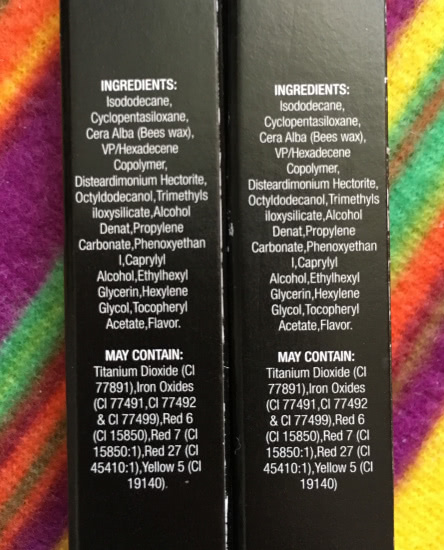 INGREDIENTS:
Isododecane,
Cyclopentasiloxane,
Cera Alba (Bees wax),
VP/Hexadecene
Copolymer,
Disteardimonium Hectorite,
Octyldodecanol,Trimethyls
iloxysilicate,Alcohol
Denat,Propylene
Carbonate,Phenoxyethan
l,Caprylyl
Alcohol,Ethylhexyl
Glycerin,Hexylene
Glycol,Tocopheryl
Acetate,Flavor.
MAY CONTAIN:
Titanium Dioxide (CI
77891),Iron Oxides
(CI 77491,CI 77492
& CI 77499),Red 6
(CI 15850),Red 7 (CI
15850:1),Red 27 (CI
45410:1),Yellow 5 (CI
19140).
INGREDIENTS:
Isododecane,
Cyclopentasiloxane,
Cera Alba (Bees wax),
VP/Hexadecene
Copolymer,
Disteardimonium Hectorite,
Octyldodecanol,Trimethyls
iloxysilicate,Alcohol
Denat,Propylene
Carbonate,Phenoxyethan
l,Caprylyl
Alcohol,Ethylhexyl
Glycerin,Hexylene
Glycol,Tocopheryl
Acetate,Flavor.
MAY CONTAIN:
Titanium Dioxide (CI
77891),Iron Oxides
(CI 77491,CI 77492
& CI 77499),Red 6
(CI 15850),Red 7 (CI
15850:1),Red 27 (CI
45410:1),Yellow 5 (CI
19140)